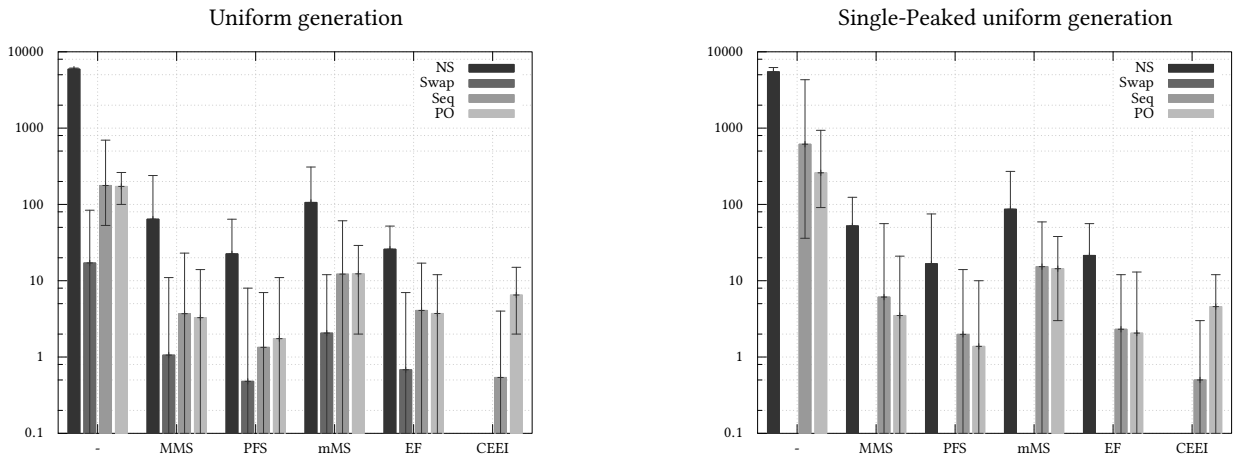 Uniform generation
10000
1000
100
10
1
0.1
NS
Swap
Seq
PO
- MMS PFS mMS EF CEEI
Single-Peaked uniform generation
10000
1000
100
10
1
0.1
NS
Swap
Seq
PO
- MMS PFS mMS EF CEEI